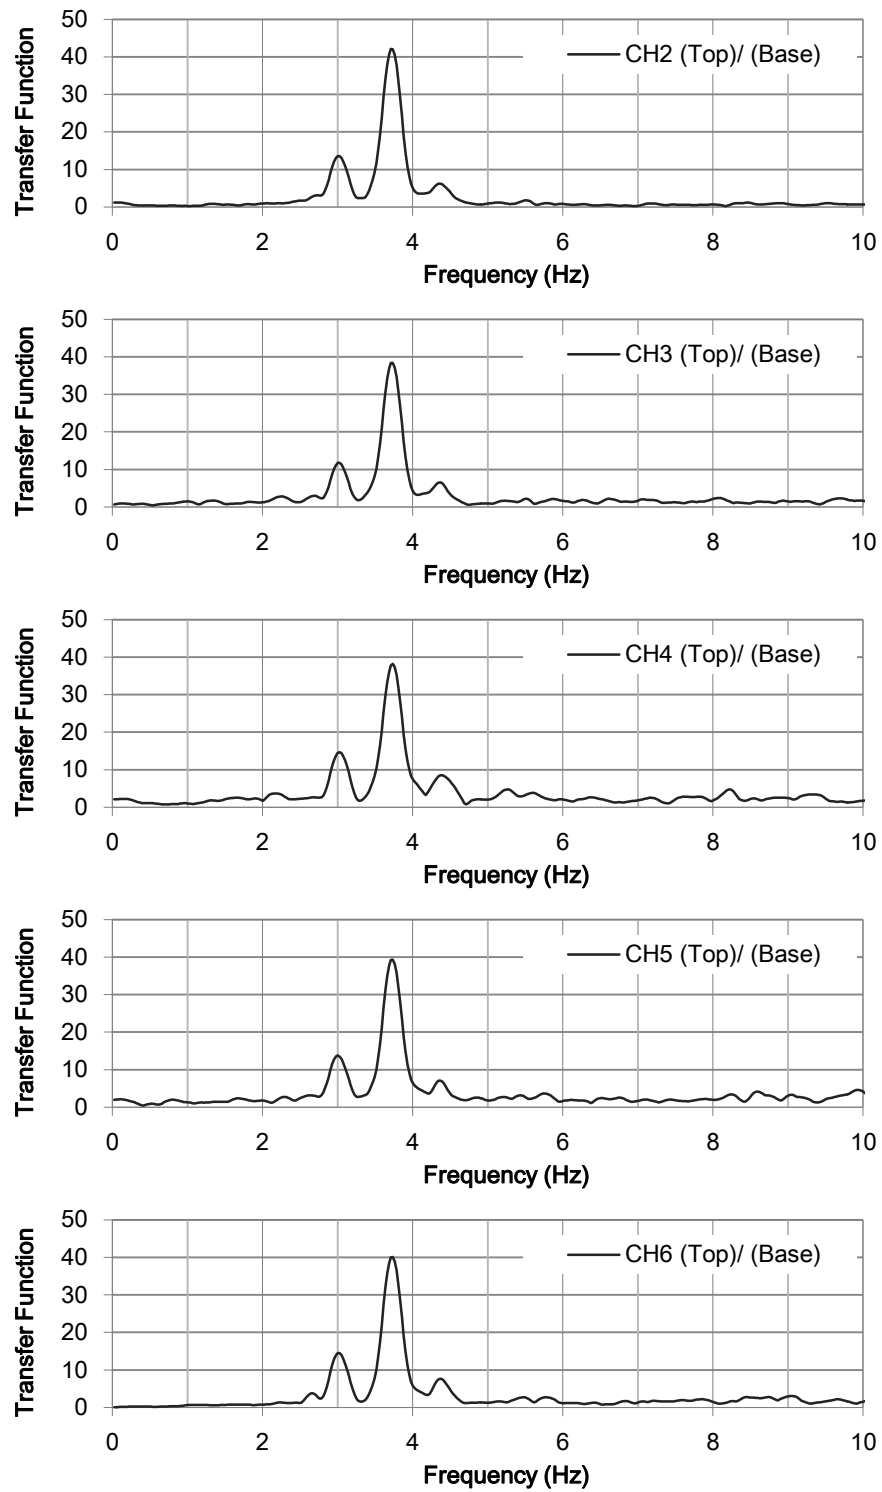 50
CH2 (Top)/ (Base)
40
30
20
10
0
Transfer Function
0 2 4 6 8 10
Frequency (Hz)
50
CH3 (Top)/ (Base)
40
30
20
10
0
Transfer Function
0 2 4 6 8 10
Frequency (Hz)
50
CH4 (Top)/ (Base)
40
30
20
10
0
Transfer Function
0 2 4 6 8 10
Frequency (Hz)
50
CH5 (Top)/ (Base)
40
30
20
10
0
Transfer Function
0 2 4 6 8 10
Frequency (Hz)
50
CH6 (Top)/ (Base)
40
30
20
10
0
Transfer Function
0 2 4 6 8 10
Frequency (Hz)